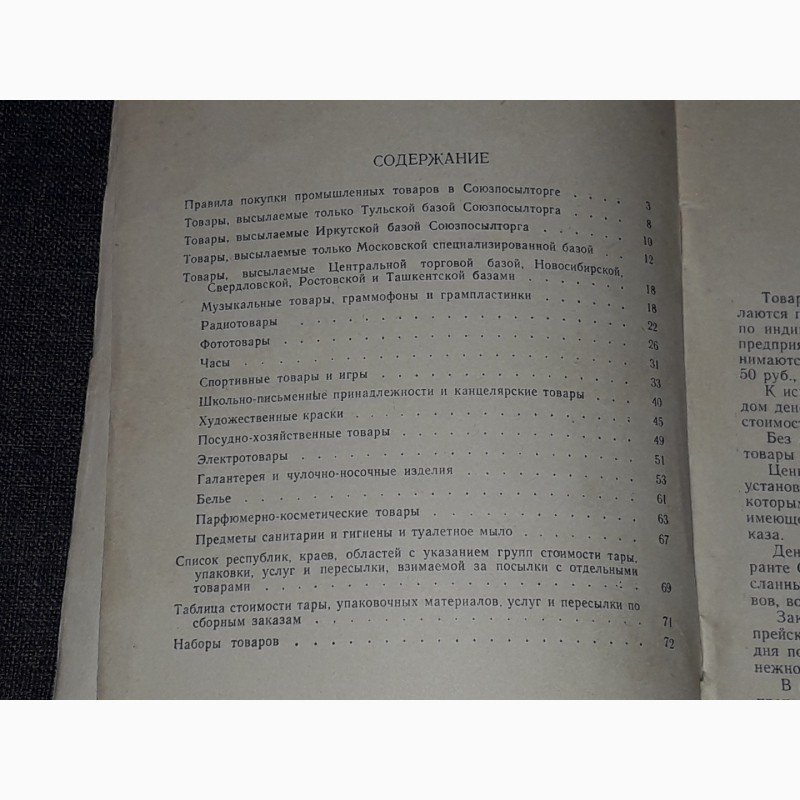 СОДЕРЖАНИЕ
Правила покупки промышленных товаров в Союзпосылторге . . . . 3
Товары, высылаемые только Тульской базой Союзпосылторга . . . . 8
Товары, высылаемые Иркутской базой Союзпосылторга . . . . . . 10
Товары, высылаемые только Московской специализированной базой . . 12
Товары, высылаемые Центральной торговой базой, Новосибирской,
Свердловской, Ростовской и Ташкентской базами . . . . . . 18
Музыкальные товары, граммофоны и грампластинки . . . . . . 18
Радиотовары . . . . . . . . . . . . . . . . . 22
Фототовары . . . . . . . . . . . . . . . . . . 26
Часы . . . . . . . . . . . . . . . . . . . . 31
Спортивные товары и игры . . . . . . . . . . . . . 33
Школьно-письменные принадлежности и канцелярские товары . . . . 40
Художественные краски . . . . . . . . . . . . . . 45
Посудно-хозяйственные товары . . . . . . . . . . . . 49
Электротовары . . . . . . . . . . . . . . . . . 51
Галантерея и чулочно-носочные изделия . . . . . . . . . 53
Белье . . . . . . . . . . . . . . . . . . . . 61
Парфюмерно-косметические товары . . . . . . . . . . . 63
Предметы санитарии и гигиены и туалетное мыло . . . . . . . 67
Список республик, краев, областей с указанием групп стоимости тары,
упаковки, услуг и пересылки, взимаемой за посылки с отдельными
товарами . . . . . . . . . . . . . . . . . . . 69
Таблица стоимости тары, упаковочных материалов, услуг и пересылки по
сборным заказам . . . . . . . . . . . . . . . . 71
Наборы товаров . . . . . . . . . . . . . . . . . 72
Товар
лаются п
по инди
предприя
нимаются
50 руб.,
К ис
дом ден
стоимост
Без
товары
Цен
установ
которых
имеюще
каза.
Ден
ранте С
сланны
вов, вс
Зак
прейск
дня по
нежно
В